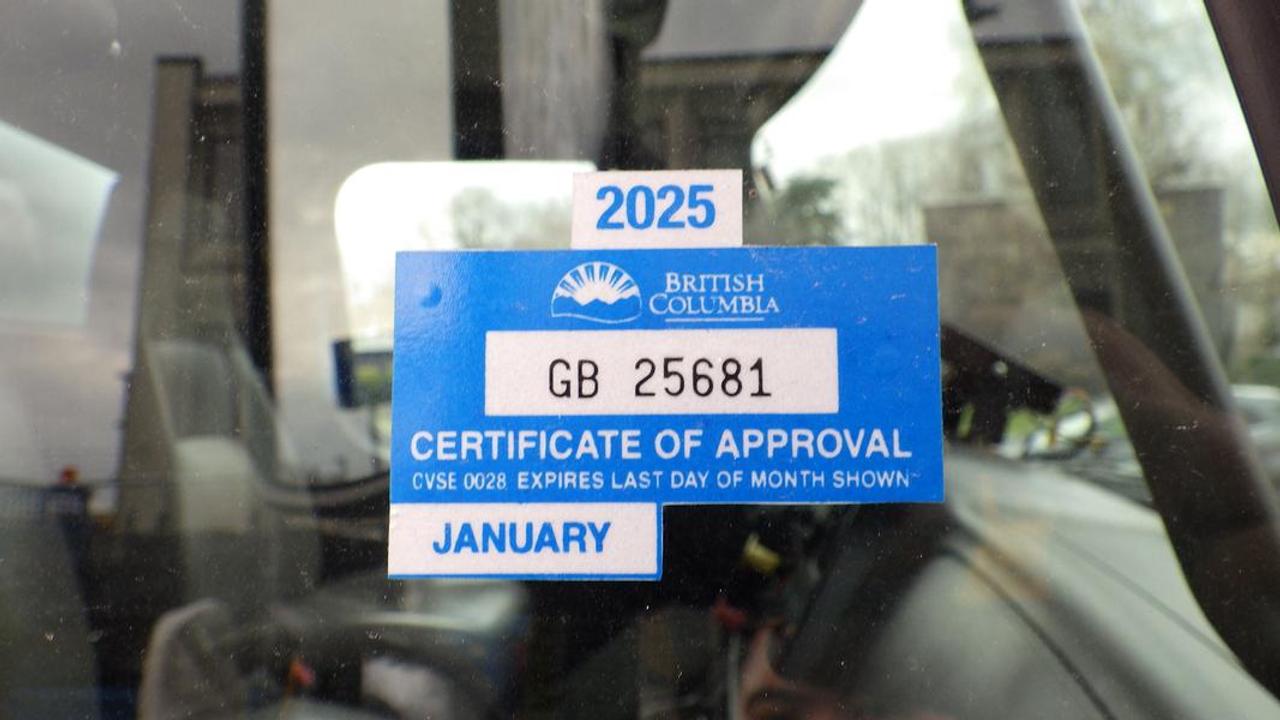 2025
BRITISH
COLUMBIA
GB 25681
CERTIFICATE OF APPROVAL
CVSE 0028 EXPIRES LAST DAY OF MONTH SHOWN
JANUARY